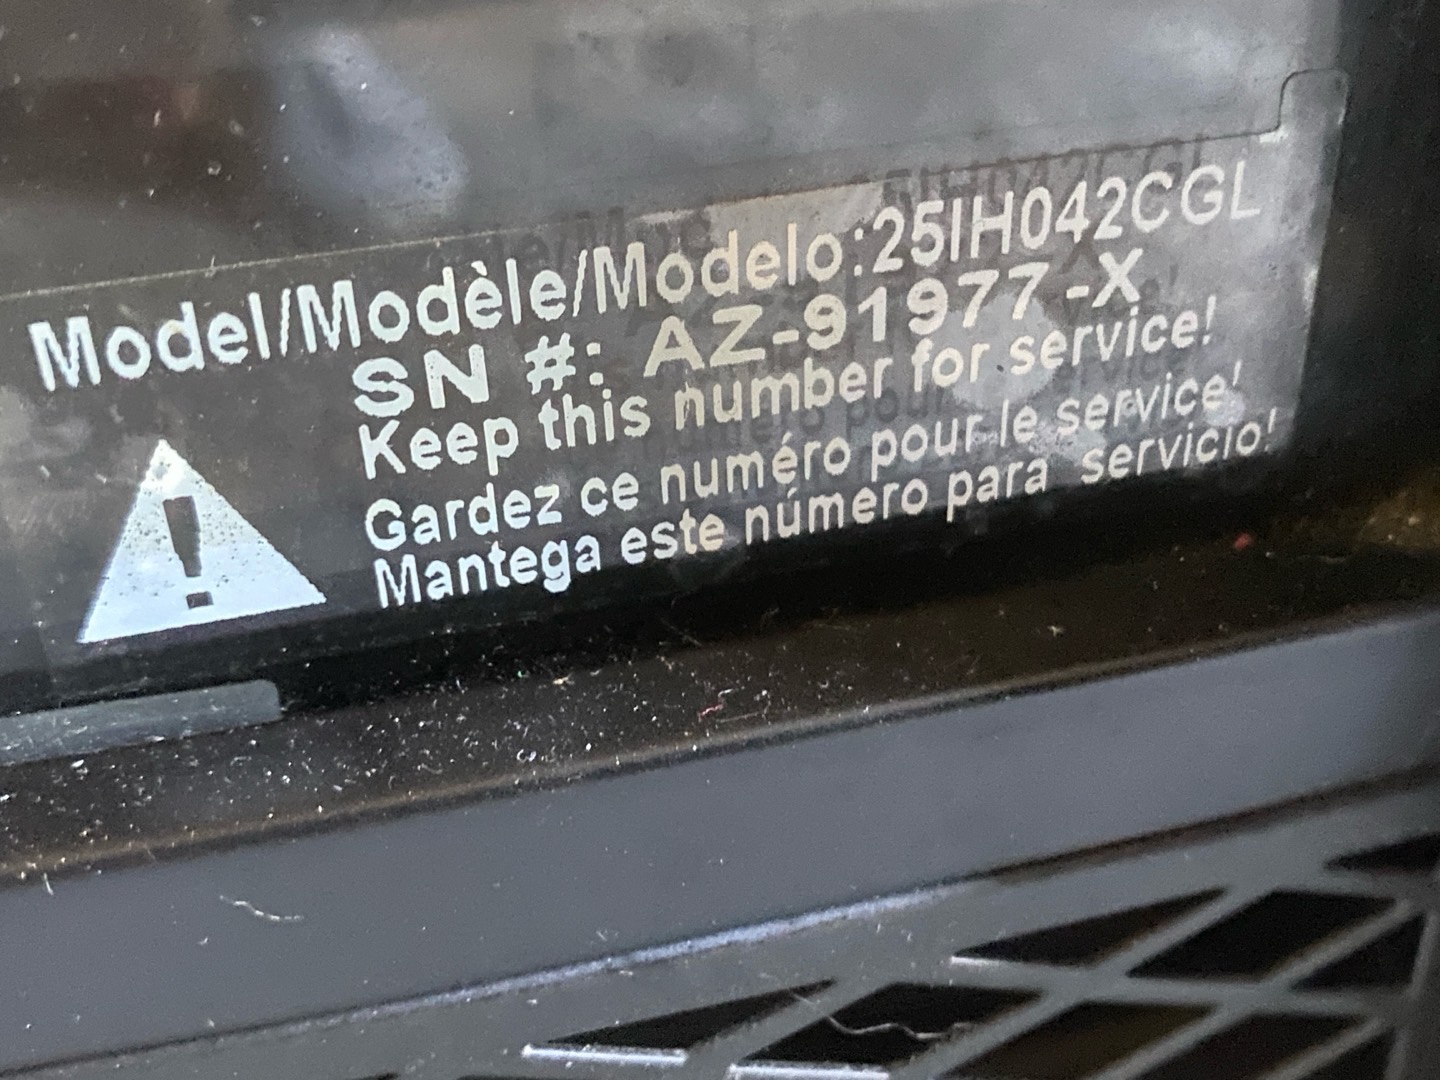 Model/Modèle/Modelo:25IH042CGL
SN #: AZ-91977-X
Keep this number for service!
Gardez ce numéro pour le service!
Mantega este número para servicio!
!